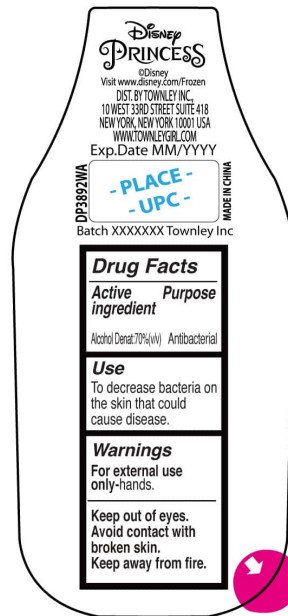 Disney
PRINCESS
©Disney
Visit www.disney.com/Frozen
DIST. BY TOWNLEY INC.,
10 WEST 33RD STREET SUITE 418
NEW YORK, NEW YORK 10001 USA
WWW.TOWNLEYGIRL.COM
Exp.Date MM/YYYY
DP3892WA
- PLACE -
- UPC -
MADE IN CHINA
Batch XXXXXXX Townley Inc
Drug Facts
Active Purpose
ingredient
Alcohol Denat:70%(v/v) Antibacterial
Use
To decrease bacteria on
the skin that could
cause disease.
Warnings
For external use
only-hands.
Keep out of eyes.
Avoid contact with
broken skin.
Keep away from fire.